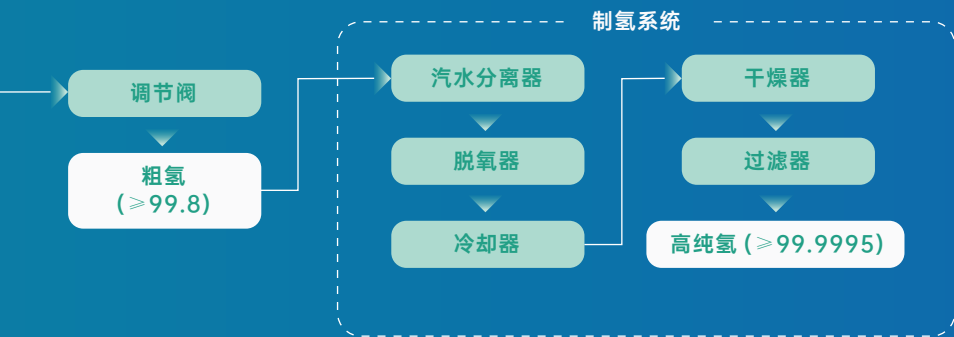 制氢系统
调节阀
粗氢
(≥99.8)
汽水分离器
脱氧器
冷却器
干燥器
过滤器
高纯氢 (≥99.9995)